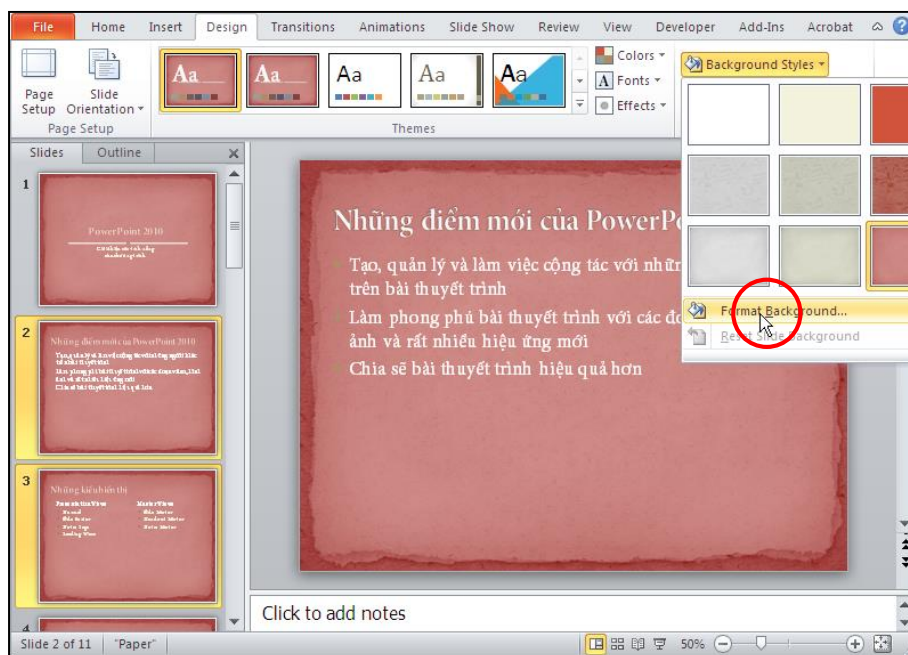 File Home Insert Design Transitions Animations Slide Show Review View Developer Add-Ins Acrobat
Page Setup
Slide Orientation
Page Setup
Aa Aa Aa Aa Aa
Themes
Colors
Fonts
Effects
Background Styles
Format Background...
Reset Slide Background
Slides Outline
1
PowerPoint 2010
2
Những điểm mới của PowerPoint 2010
3
Những kiểu hiển thị
4
Những điểm mới của PowerP
Tạo, quản lý và làm việc cộng tác với nhữn
trên bài thuyết trình
Làm phong phú bài thuyết trình với các đo
ảnh và rất nhiều hiệu ứng mới
Chia sẽ bài thuyết trình hiệu quả hơn
Click to add notes
Slide 2 of 11 "Paper" 50%